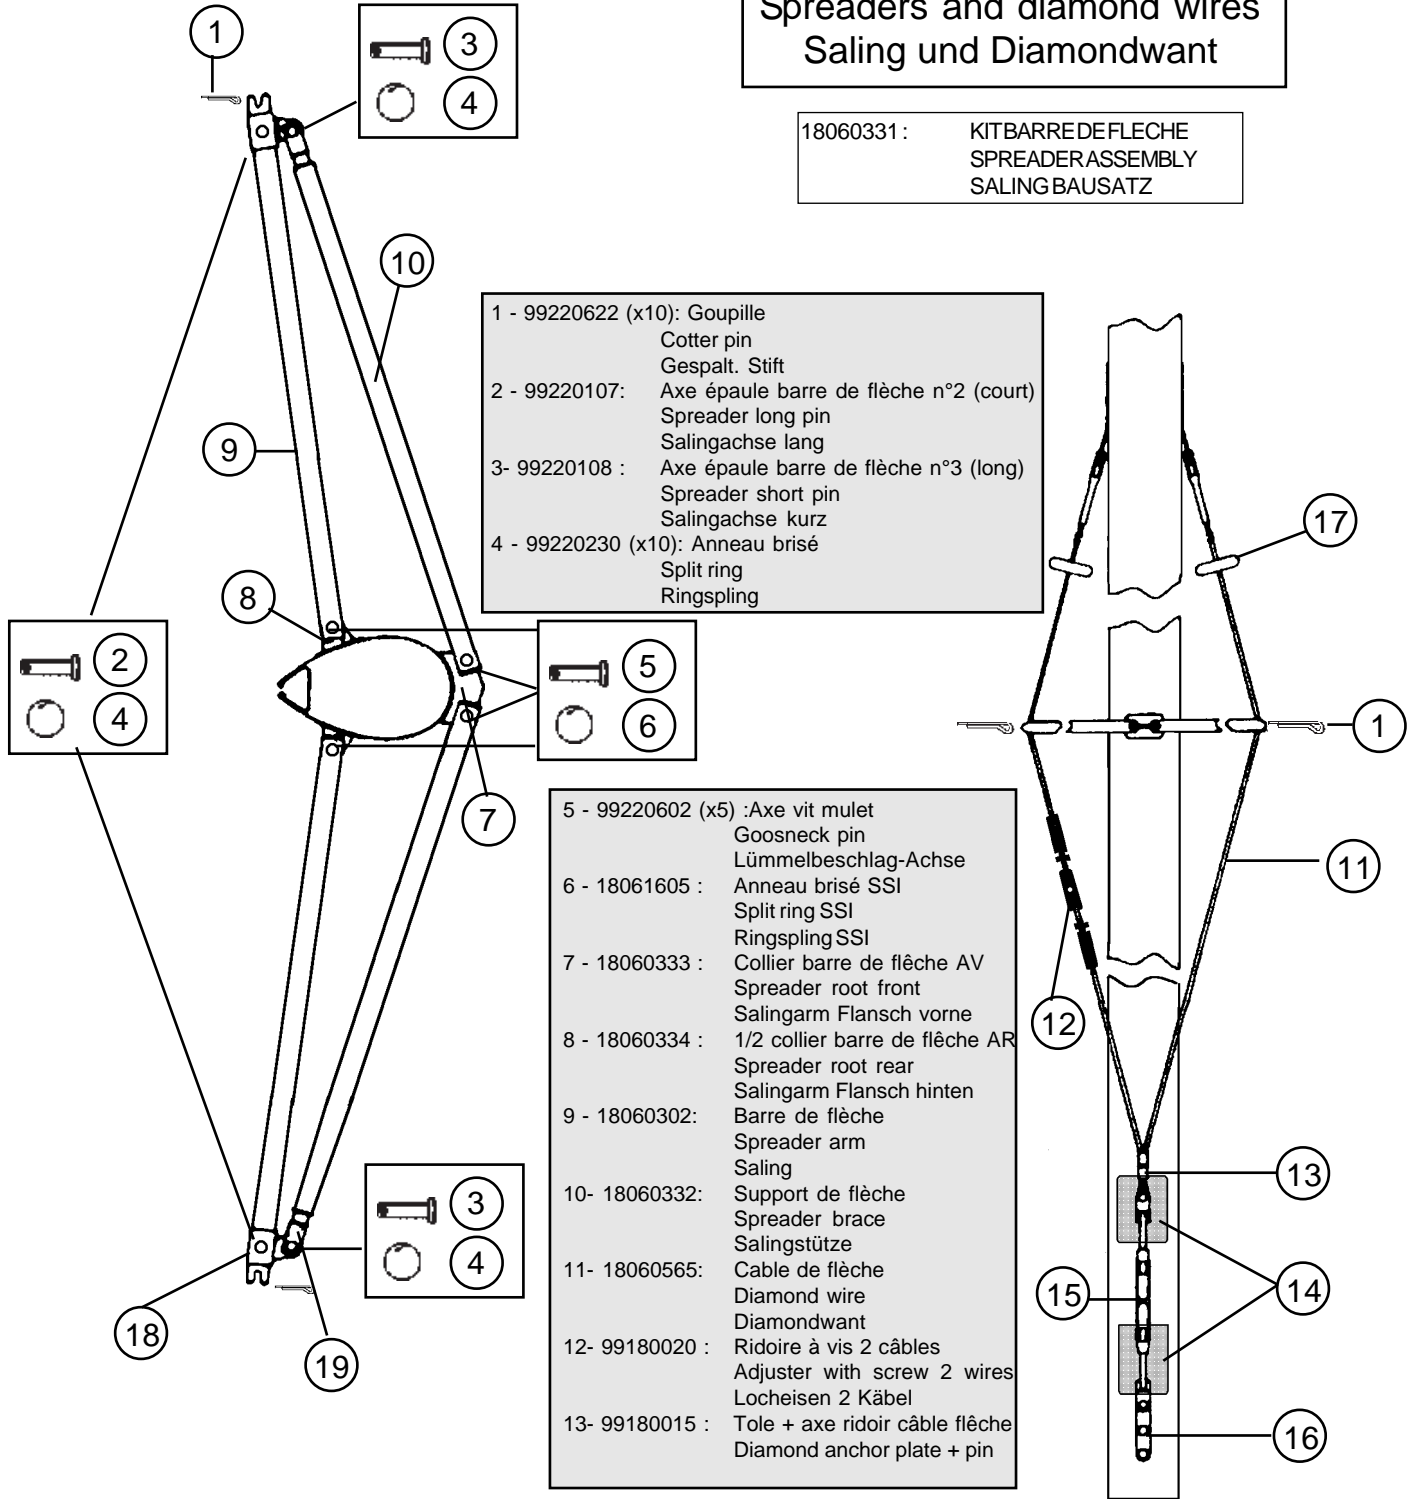 Spreaders and diamond wires
Saling und Diamondwant
18060331 : KIT BARRE DE FLECHE
SPREADER ASSEMBLY
SALING BAUSATZ
1
3
4
10
9
8
2
4
5
6
7
1 - 99220622 (x10): Goupille
Cotter pin
Gespalt. Stift
2 - 99220107: Axe épaule barre de flèche n°2 (court)
Spreader long pin
Salingachse lang
3- 99220108 : Axe épaule barre de flèche n°3 (long)
Spreader short pin
Salingachse kurz
4 - 99220230 (x10): Anneau brisé
Split ring
Ringspling
5 - 99220602 (x5) :Axe vit mulet
Goosneck pin
Lümmelbeschlag-Achse
6 - 18061605 : Anneau brisé SSI
Split ring SSI
Ringspling SSI
7 - 18060333 : Collier barre de flêche AV
Spreader root front
Salingarm Flansch vorne
8 - 18060334 : 1/2 collier barre de flêche AR
Spreader root rear
Salingarm Flansch hinten
9 - 18060302: Barre de flèche
Spreader arm
Saling
10- 18060332: Support de flèche
Spreader brace
Salingstütze
11- 18060565: Cable de flèche
Diamond wire
Diamondwant
12- 99180020 : Ridoire à vis 2 câbles
Adjuster with screw 2 wires
Locheisen 2 Käbel
13- 99180015 : Tole + axe ridoir câble flêche
Diamond anchor plate + pin
3
4
18
19
17
1
11
12
13
14
15
16